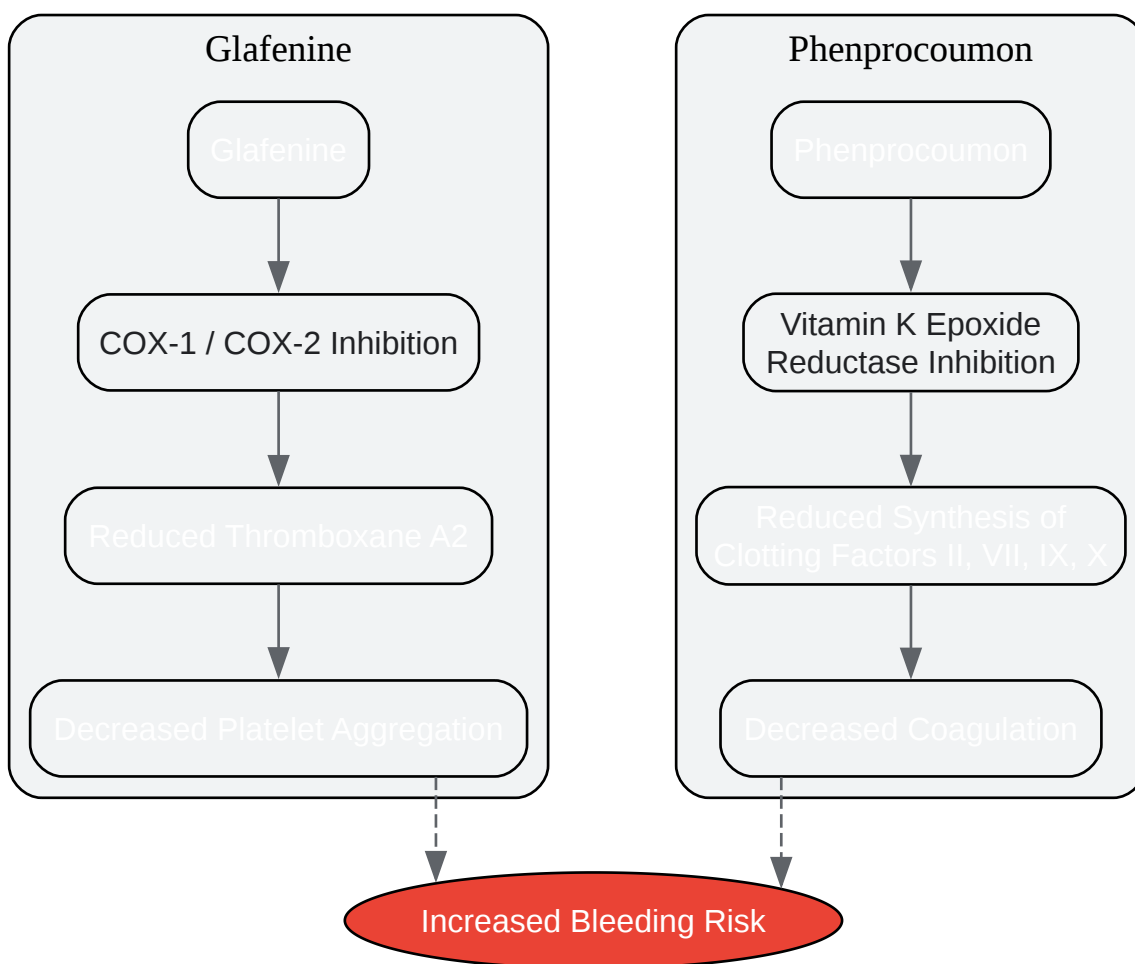 Glafenine
Glafenine
COX-1 / COX-2 Inhibition
Reduced Thromboxane A2
Decreased Platelet Aggregation
Phenprocoumon
Phenprocoumon
Vitamin K Epoxide
Reductase Inhibition
Reduced Synthesis of
Clotting Factors II, VII, IX, X
Decreased Coagulation
Increased Bleeding Risk